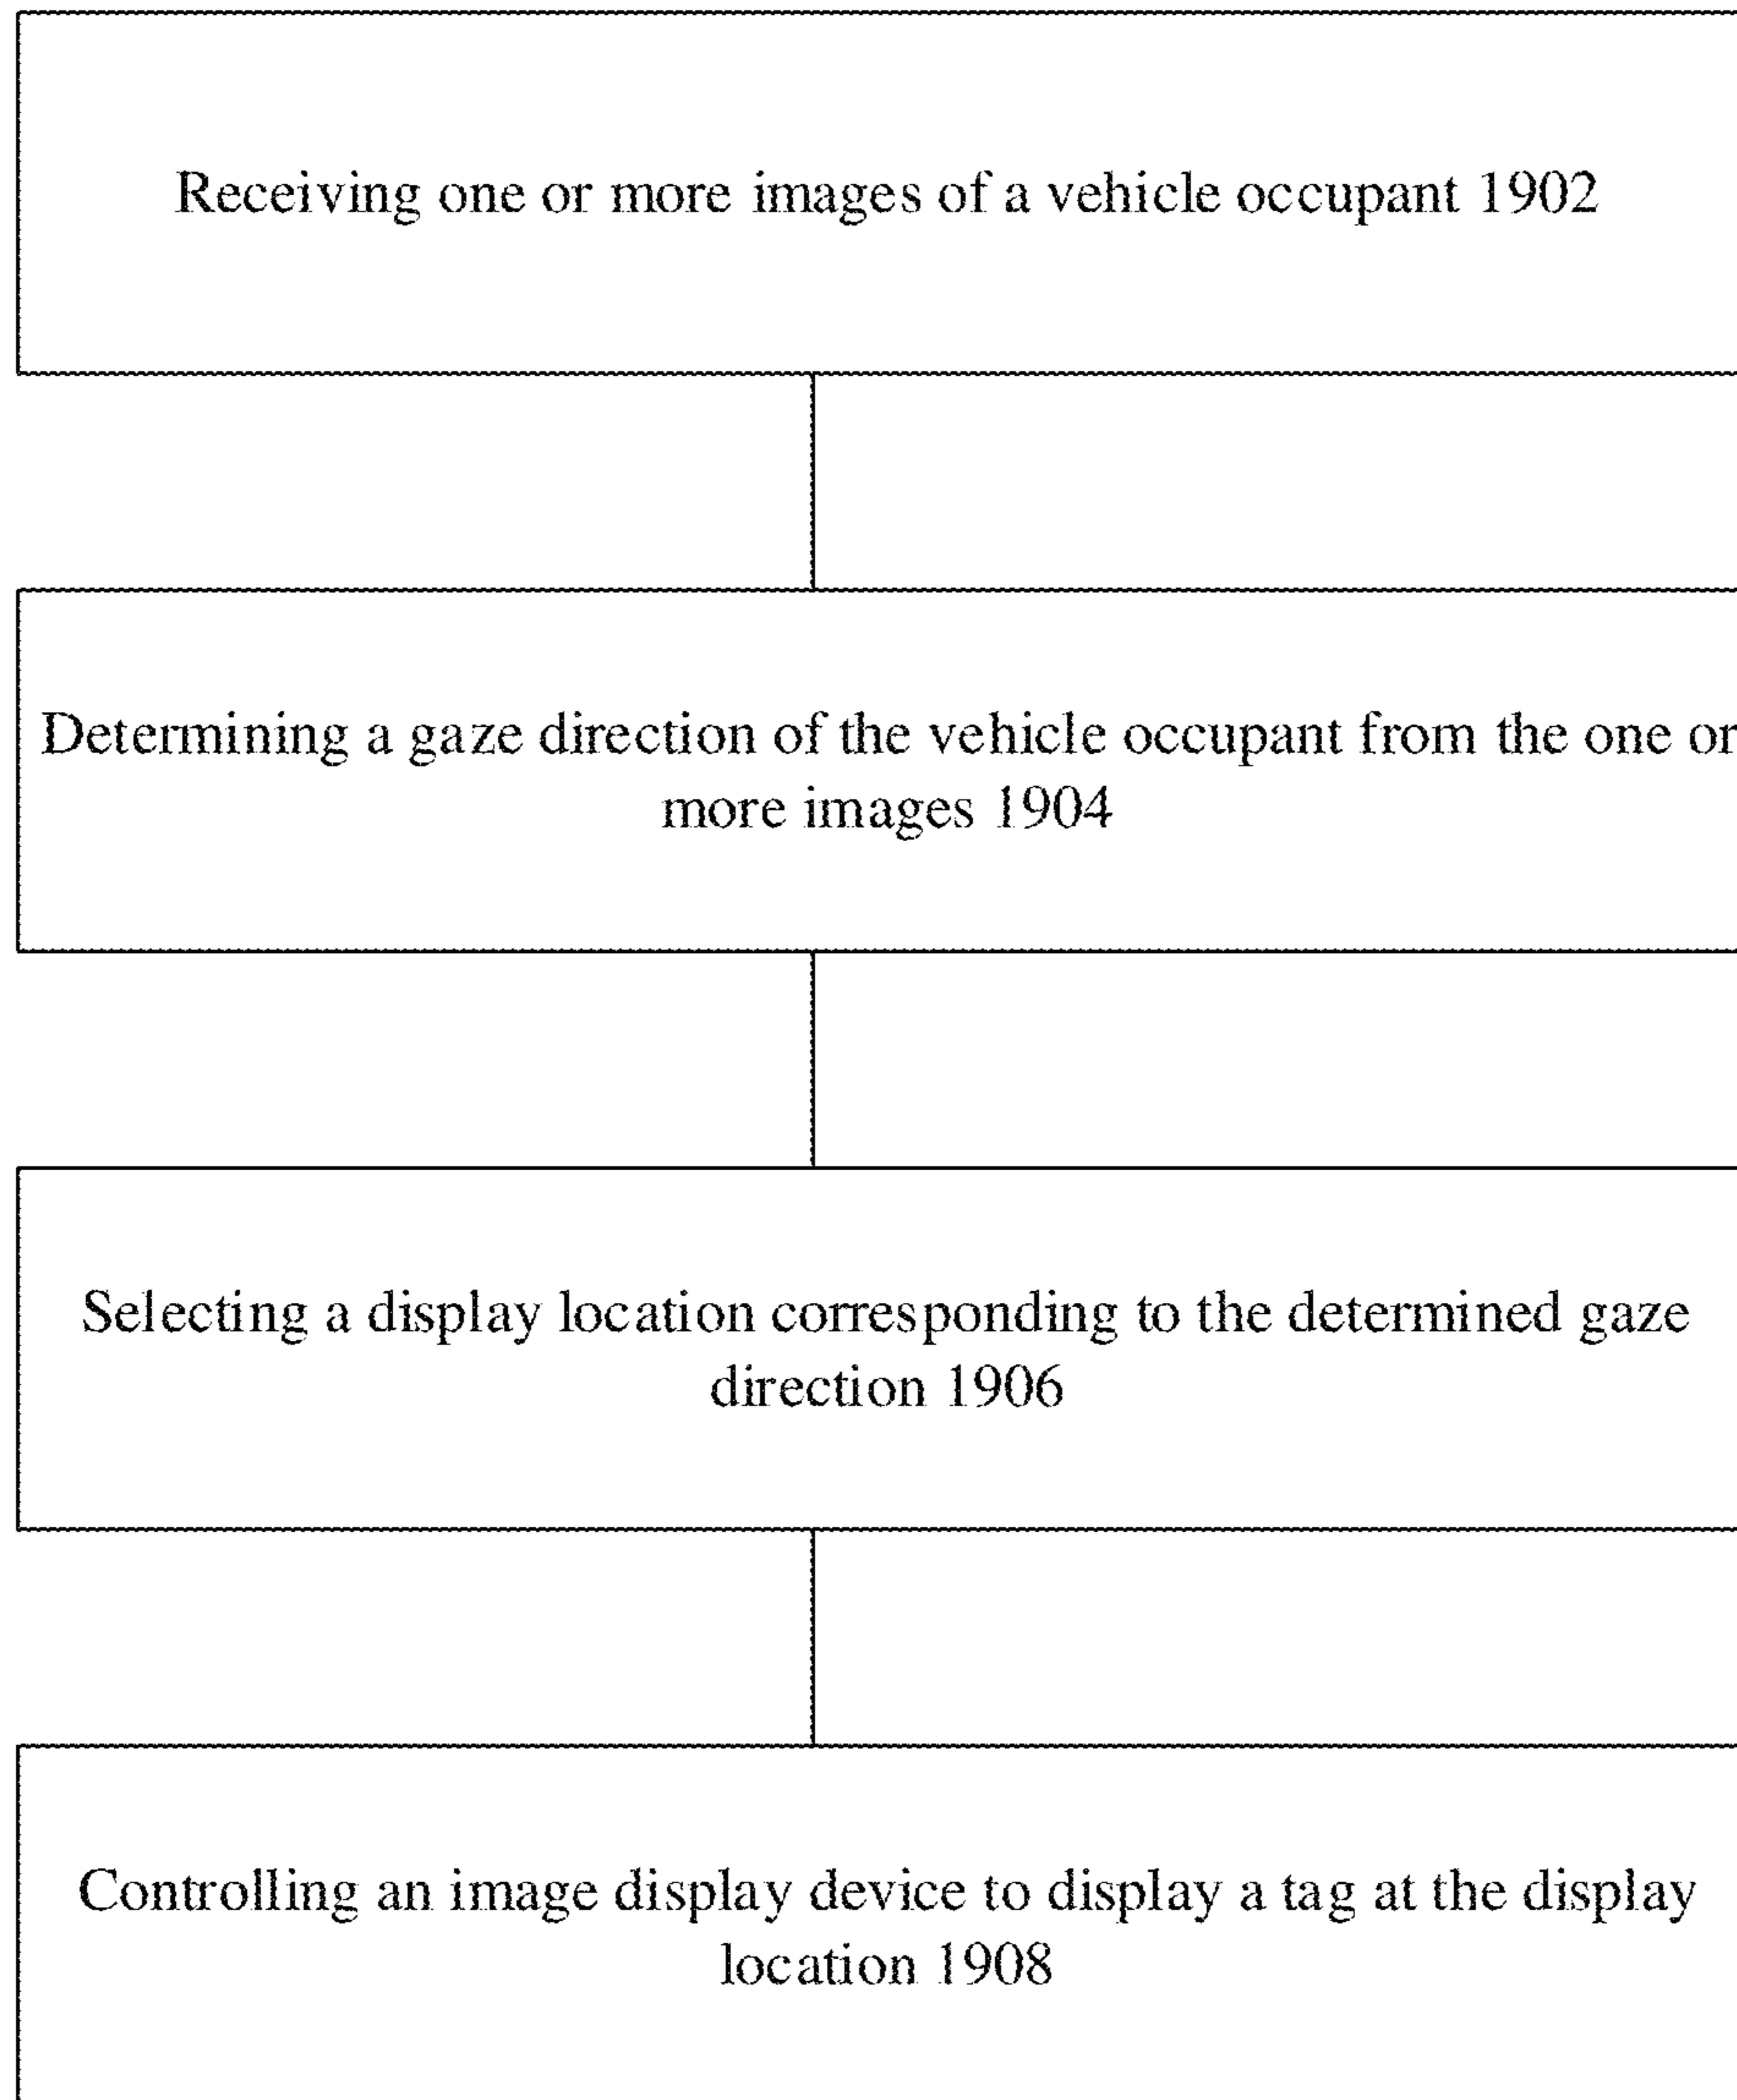 Receiving one or more images of a vehicle occupant 1902
Determining a gaze direction of the vehicle occupant from the one or
more images 1904
Selecting a display location corresponding to the determined gaze
direction 1906
Controlling an image display device to display a tag at the display
location 1908